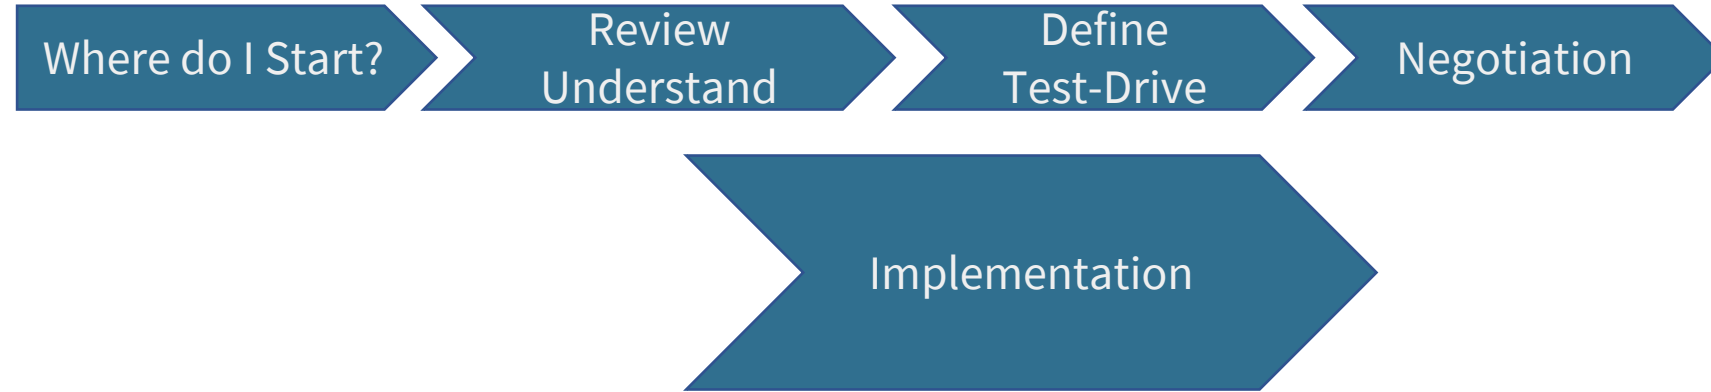 Where do I Start?
Review
Understand
Define
Test-Drive
Negotiation
Implementation